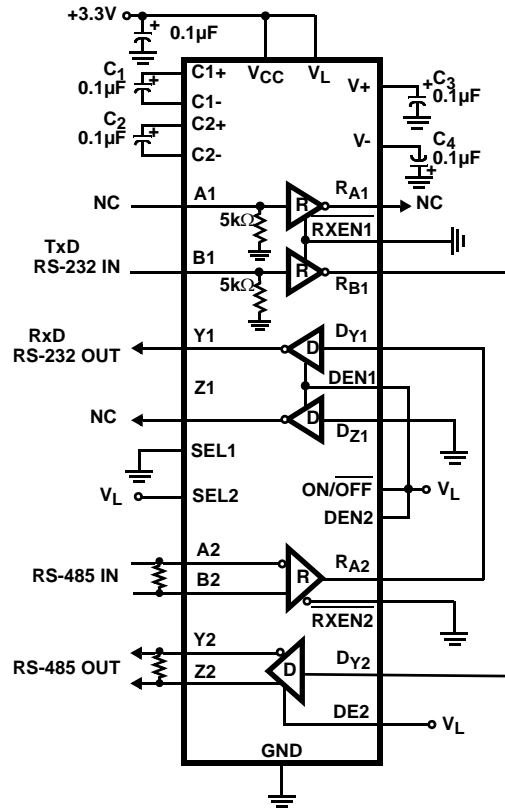 +3.3V
0.1µF
C1
0.1µF
C2
0.1µF
C1+
C1-
C2+
C2-
VCC
VL
V+
V-
C3
0.1µF
C4
0.1µF
NC
A1
5kΩ
R
RA1
NC
RXEN1
TxD
RS-232 IN
B1
5kΩ
R
RB1
RxD
RS-232 OUT
Y1
D
DY1
Z1
DEN1
NC
D
DZ1
SEL1
VL
SEL2
ON/OFF
VL
DEN2
RS-485 IN
A2
B2
R
RA2
RXEN2
RS-485 OUT
Y2
Z2
D
DY2
DE2
VL
GND